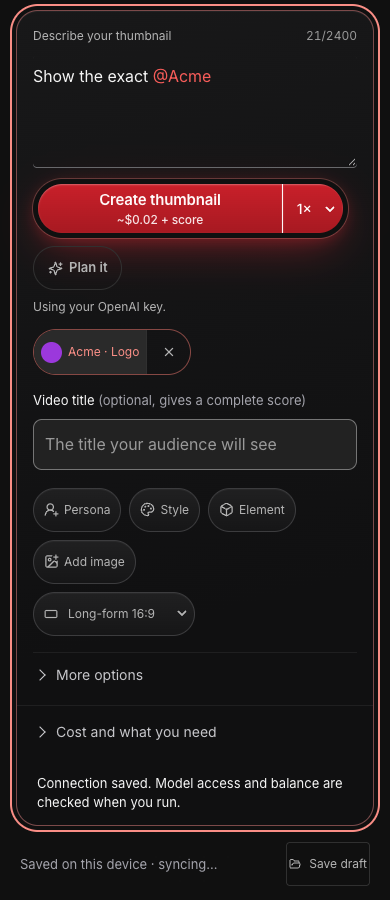 Describe your thumbnail 21/2400
Show the exact @Acme
Create thumbnail
~$0.02 + score
1×
Plan it
Using your OpenAI key.
Acme · Logo ×
Video title (optional, gives a complete score)
The title your audience will see
Persona Style Element
Add image
Long-form 16:9
More options
Cost and what you need
Connection saved. Model access and balance are
checked when you run.
Saved on this device · syncing... Save draft